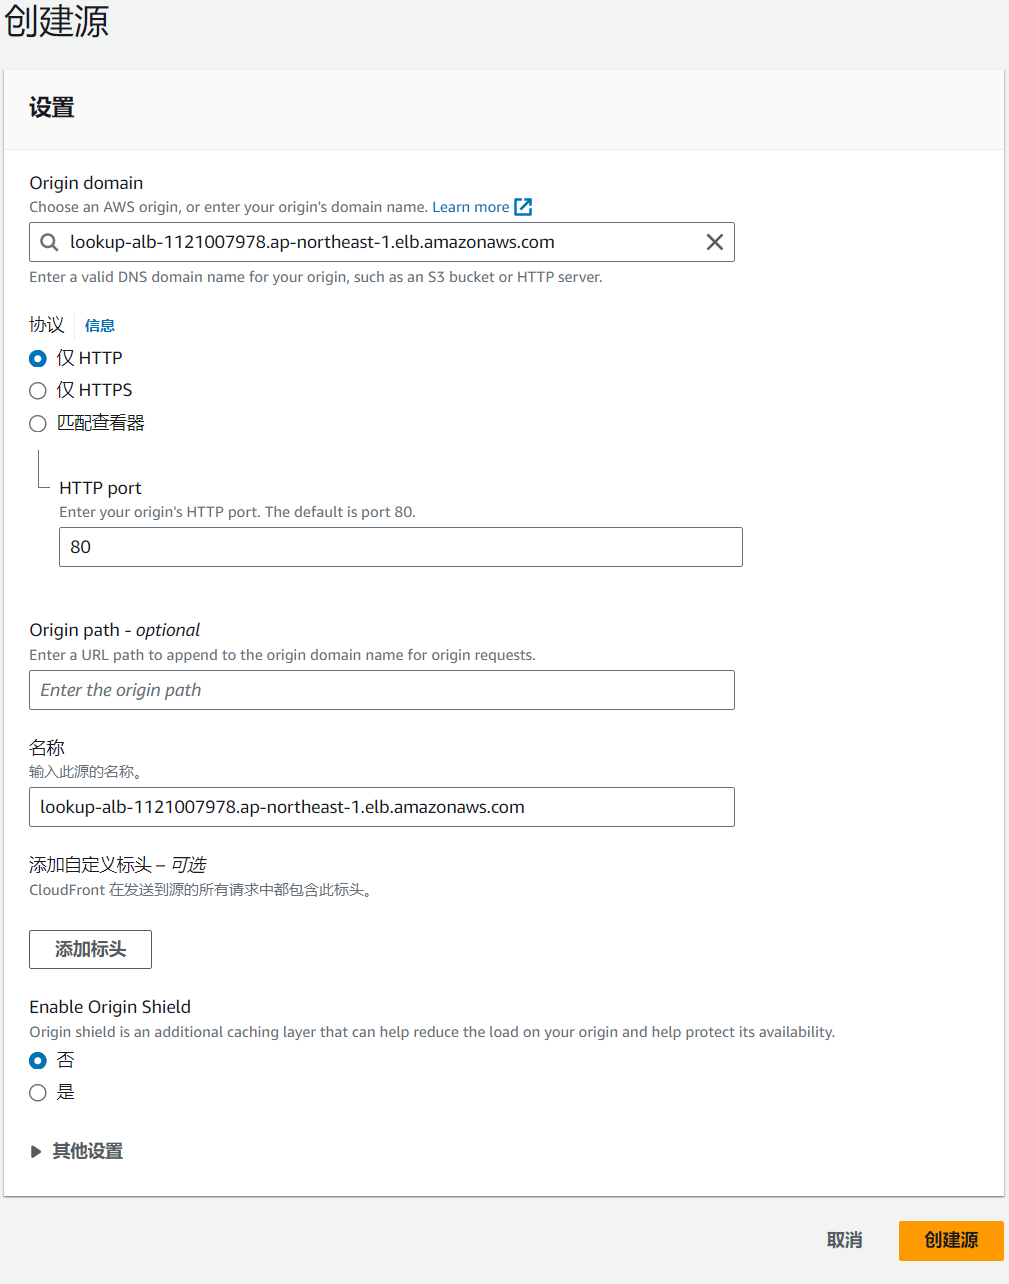 创建源
设置
Origin domain
Choose an AWS origin, or enter your origin's domain name. Learn more
lookup-alb-1121007978.ap-northeast-1.elb.amazonaws.com
Enter a valid DNS domain name for your origin, such as an S3 bucket or HTTP server.
协议 信息
仅 HTTP
仅 HTTPS
匹配查看器
HTTP port
Enter your origin's HTTP port. The default is port 80.
80
Origin path - optional
Enter a URL path to append to the origin domain name for origin requests.
Enter the origin path
名称
输入此源的名称。
lookup-alb-1121007978.ap-northeast-1.elb.amazonaws.com
添加自定义标头 – 可选
CloudFront 在发送到源的所有请求中都包含此标头。
添加标头
Enable Origin Shield
Origin shield is an additional caching layer that can help reduce the load on your origin and help protect its availability.
否
是
其他设置
取消 创建源